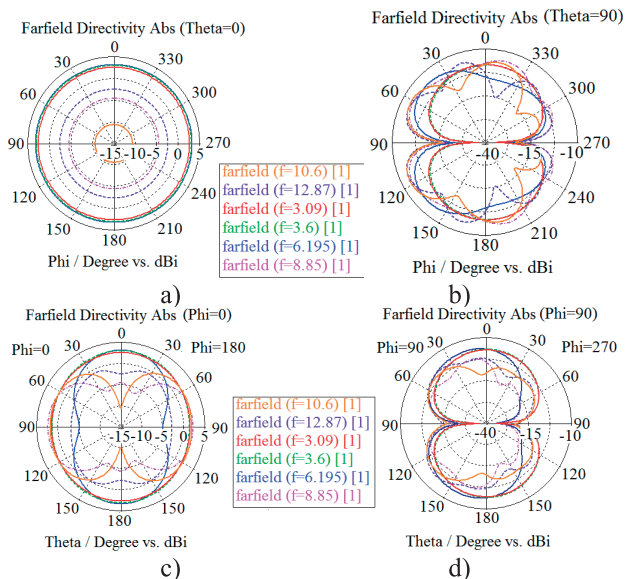 Farfield Directivity Abs (Theta=0)
0
30 330
60 300
90 -15 -10 -5 0 5 270
120 240
150 210
180
Phi / Degree vs. dBi
a)
farfield (f=10.6) [1]
farfield (f=12.87) [1]
farfield (f=3.09) [1]
farfield (f=3.6) [1]
farfield (f=6.195) [1]
farfield (f=8.85) [1]
Farfield Directivity Abs (Theta=90)
0
30 330
60 300
90 -40 -15 -10 270
120 240
150 210
180
Phi / Degree vs. dBi
b)
Farfield Directivity Abs (Phi=0)
0
Phi=0 30 30 Phi=180
60 60
90 -15 -10 -5 0 5 90
120 120
150 150
180
Theta / Degree vs. dBi
c)
farfield (f=10.6) [1]
farfield (f=12.87) [1]
farfield (f=3.09) [1]
farfield (f=3.6) [1]
farfield (f=6.195) [1]
farfield (f=8.85) [1]
Farfield Directivity Abs (Phi=90)
0
Phi=90 30 30 Phi=270
60 60
90 -40 -15 -10 90
120 120
150 150
180
Theta / Degree vs. dBi
d)